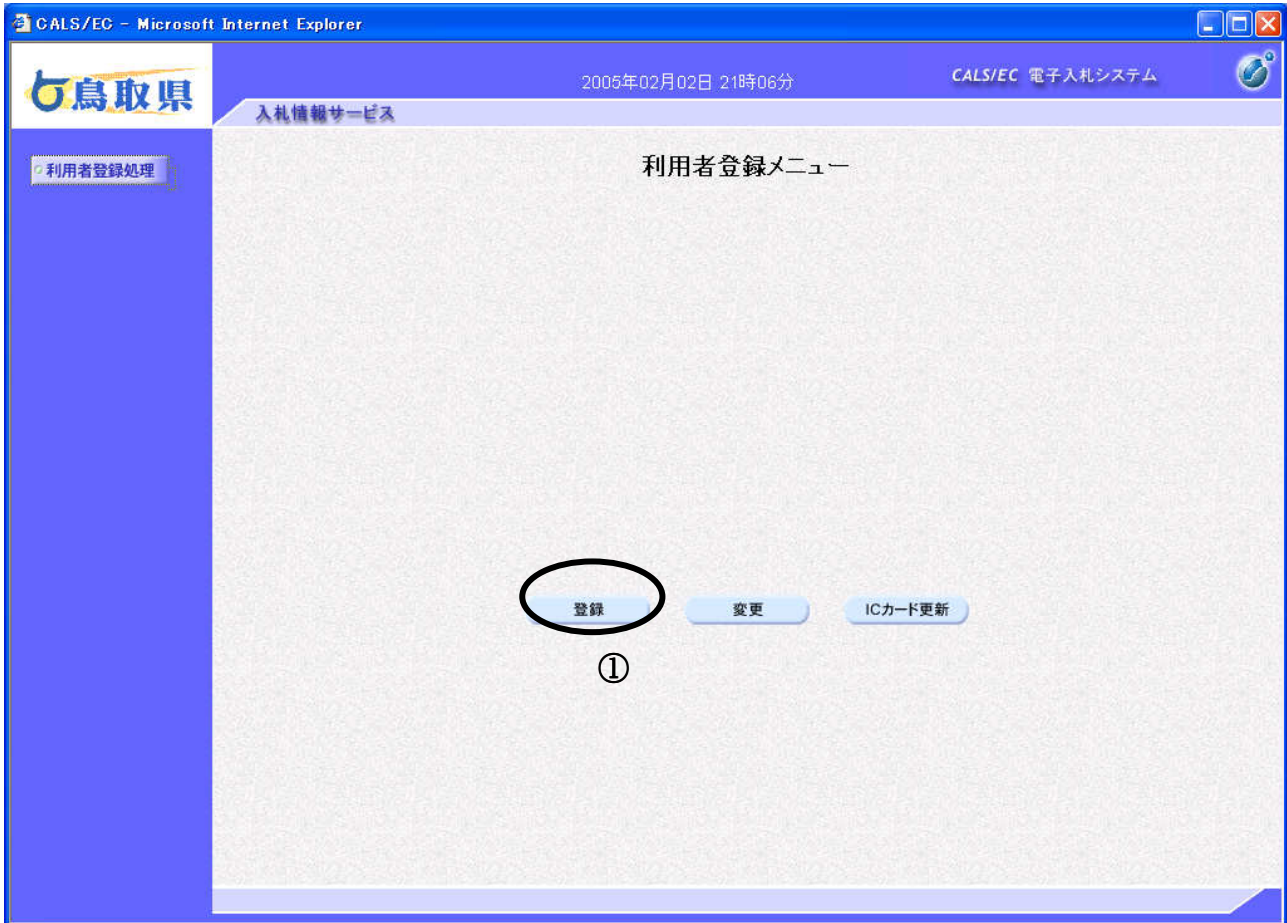 CALS/EC - Microsoft Internet Explorer
鳥取県
2005年02月02日 21時06分
CALS/EC 電子入札システム
入札情報サービス
利用者登録処理
利用者登録メニュー
登録
変更
ICカード更新
①